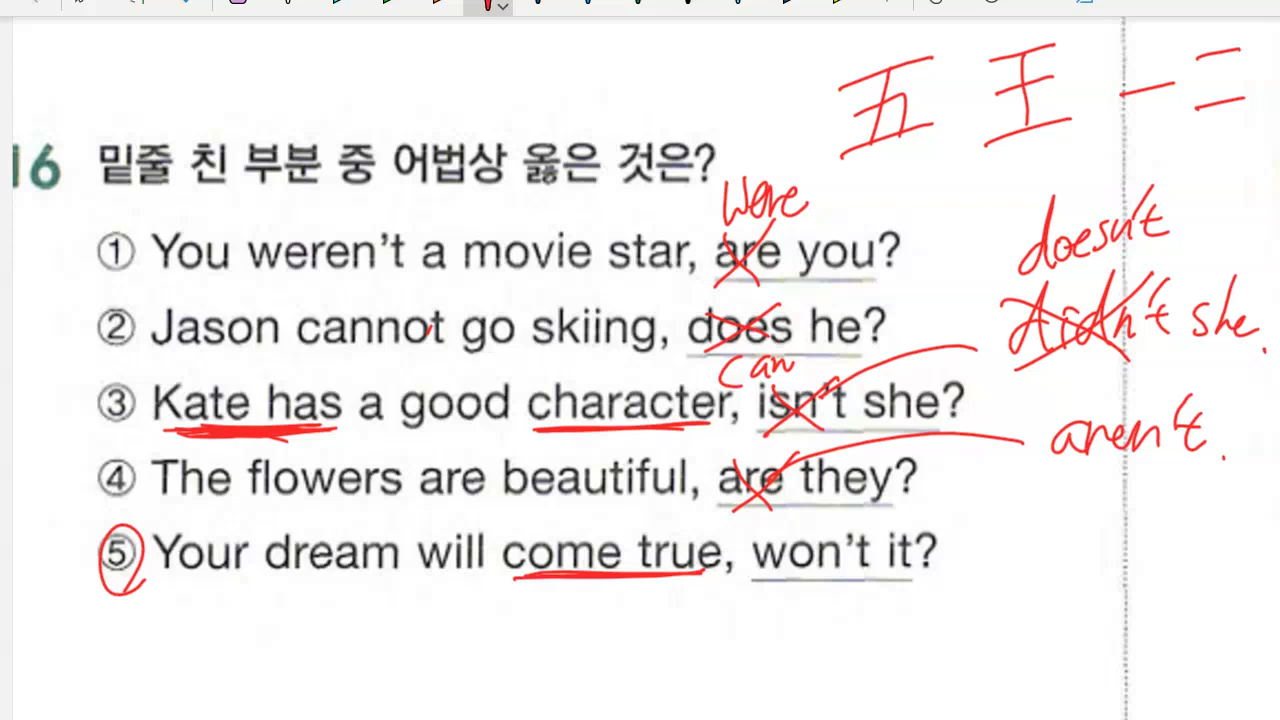 五 王 一 二
16 밑줄 친 부분 중 어법상 옳은 것은?
were
① You weren't a movie star, are you?
doesn't
② Jason cannot go skiing, does he?
didn't she.
can
③ Kate has a good character, isn't she?
aren't.
④ The flowers are beautiful, are they?
⑤ Your dream will come true, won't it?